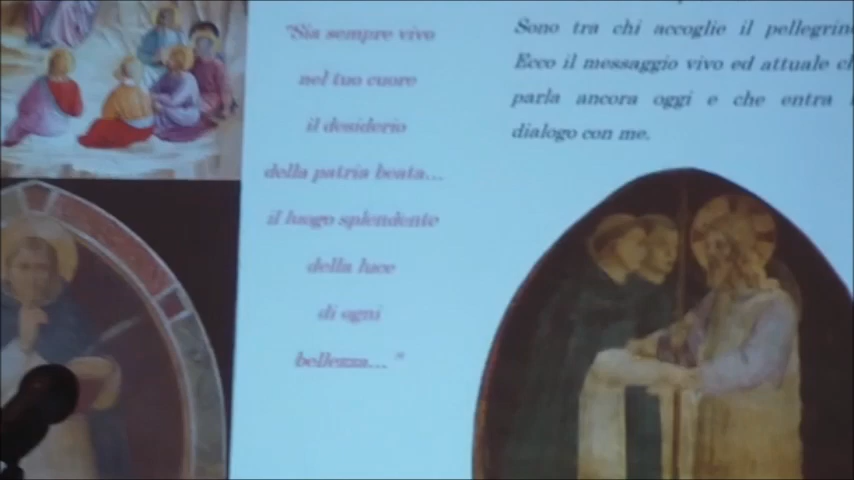 "Sia sempre vivo
nel tuo cuore
il desiderio
della patria beata...
il luogo splendente
della luce
di ogni
bellezza... "
Sono tra chi accoglie il pellegrino
Ecco il messaggio vivo ed attuale ch
parla ancora oggi e che entra
dialogo con me.